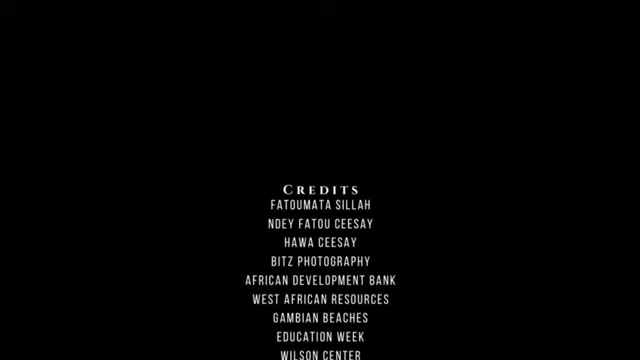 CREDITS
FATOUMATA SILLAH
NDEY FATOU CEESAY
HAWA CEESAY
BITZ PHOTOGRAPHY
AFRICAN DEVELOPMENT BANK
WEST AFRICAN RESOURCES
GAMBIAN BEACHES
EDUCATION WEEK
WILSON CENTER